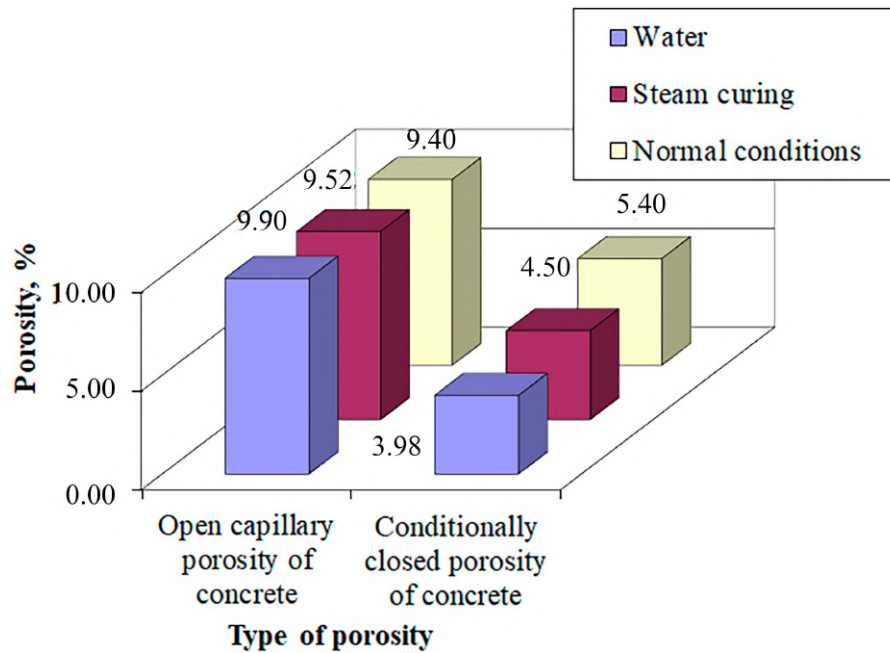 Water
Steam curing
Normal conditions
9.40
9.52
9.90
5.40
4.50
3.98
Porosity, %
10.00
5.00
0.00
Open capillary
porosity of
concrete
Conditionally
closed porosity
of concrete
Type of porosity